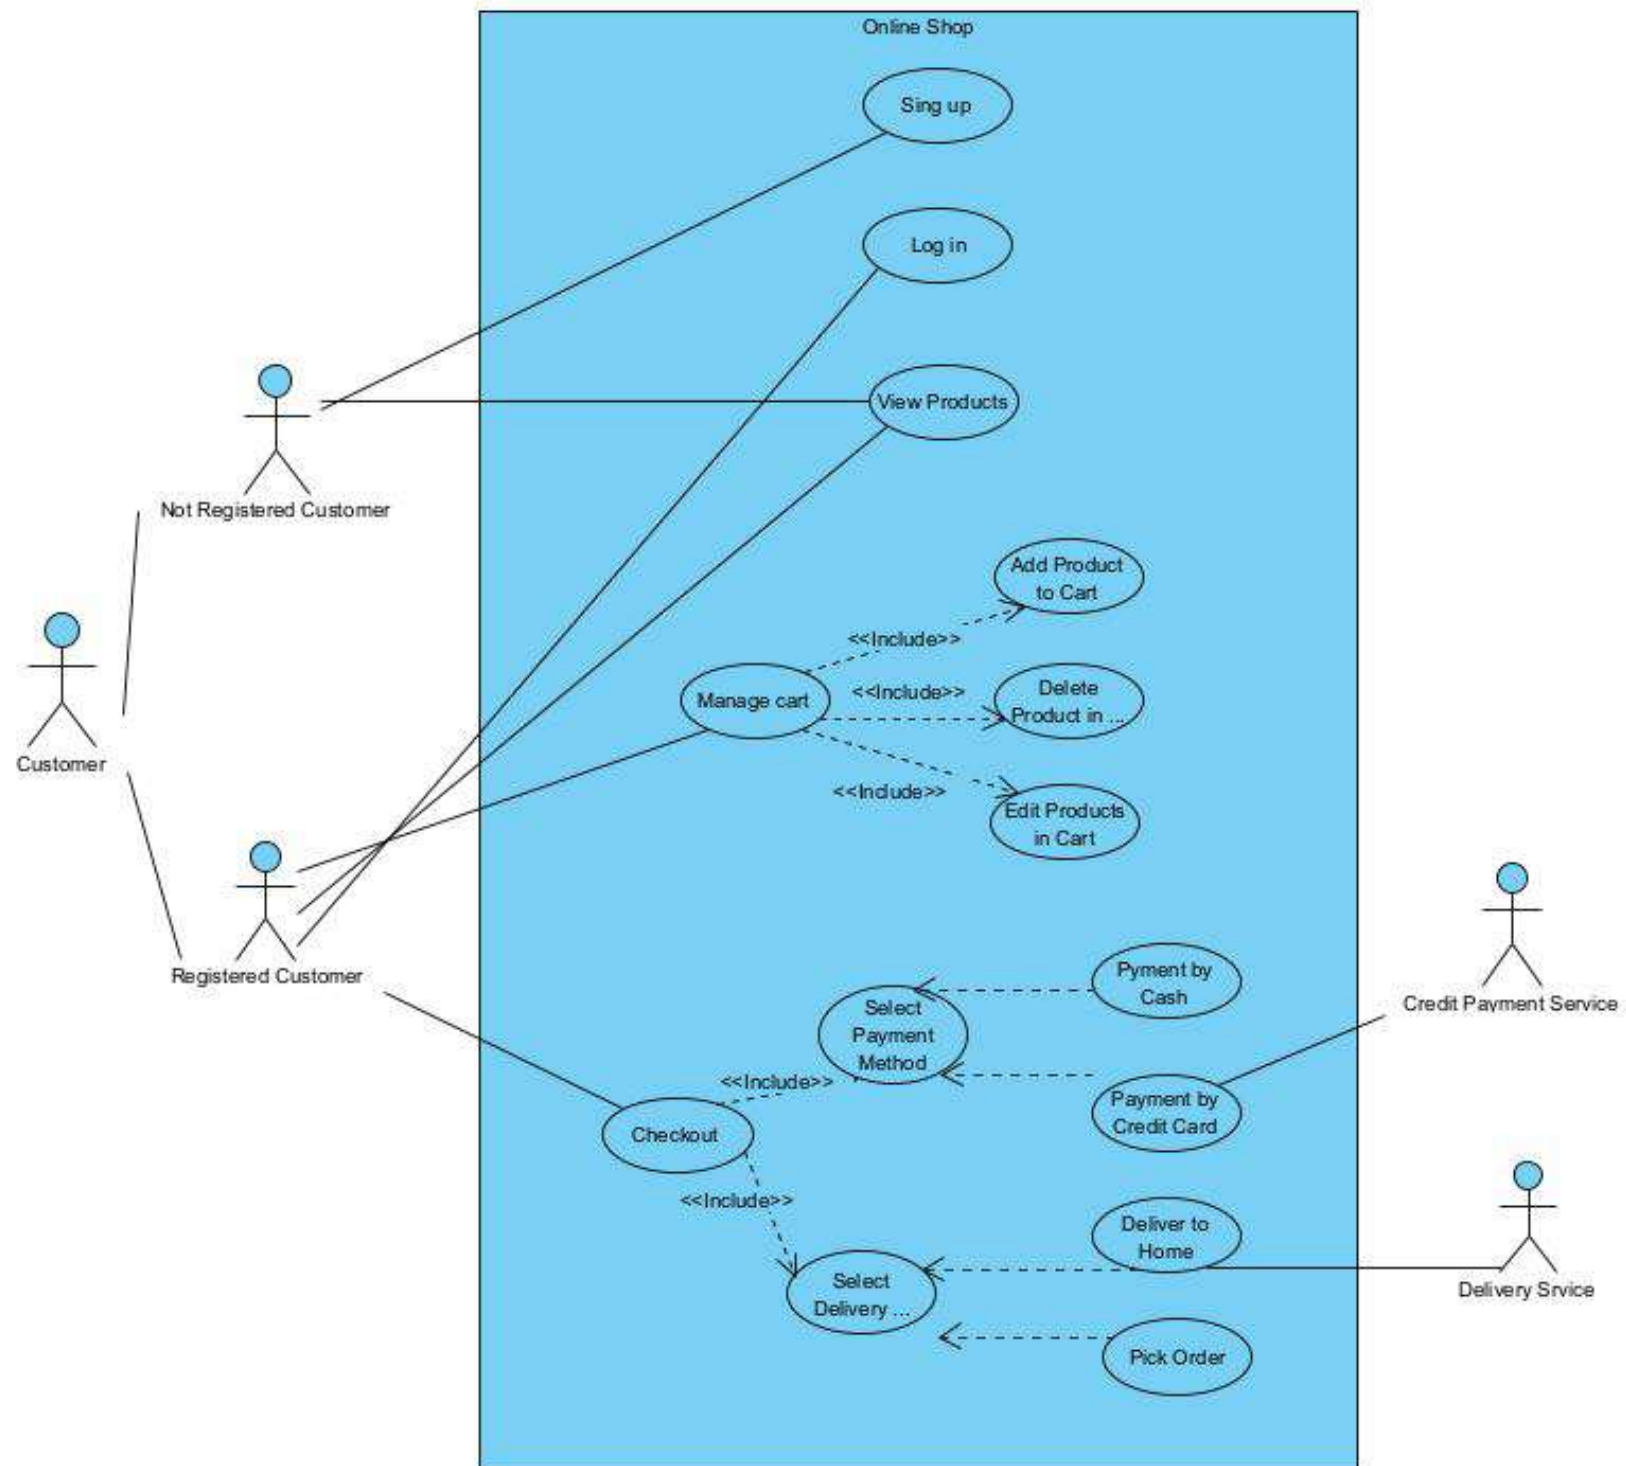 Online Shop
Sing up
Log in
View Products
Not Registered Customer
Add Product
to Cart
<<Include>>
Manage cart
<<Include>>
Delete
Product in ...
Customer
<<Include>>
Edit Products
in Cart
Registered Customer
Pyment by
Cash
Select
Payment
Method
Credit Payment Service
<<Include>>
Payment by
Credit Card
Checkout
<<Include>>
Deliver to
Home
Select
Delivery ...
Delivery Srvice
Pick Order